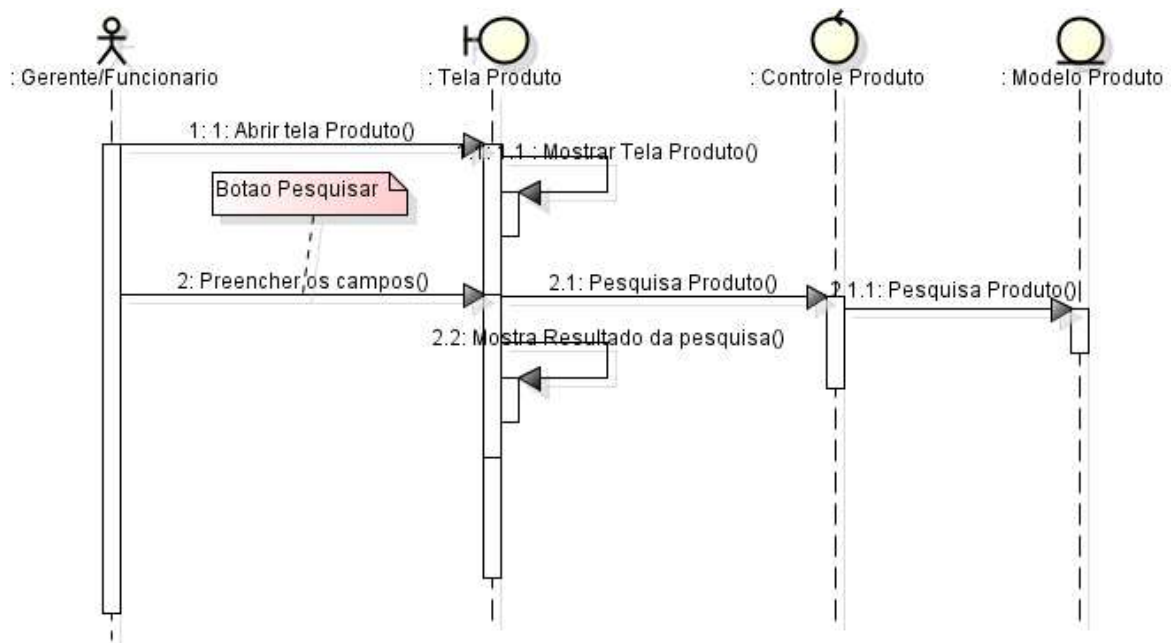 : Gerente/Funcionario
: Tela Produto
: Controle Produto
: Modelo Produto
1: 1: Abrir tela Produto()
1.1: 1.1 : Mostrar Tela Produto()
Botao Pesquisar
2: Preencher os campos()
2.1: Pesquisa Produto()
2.1.1: Pesquisa Produto()
2.2: Mostra Resultado da pesquisa()